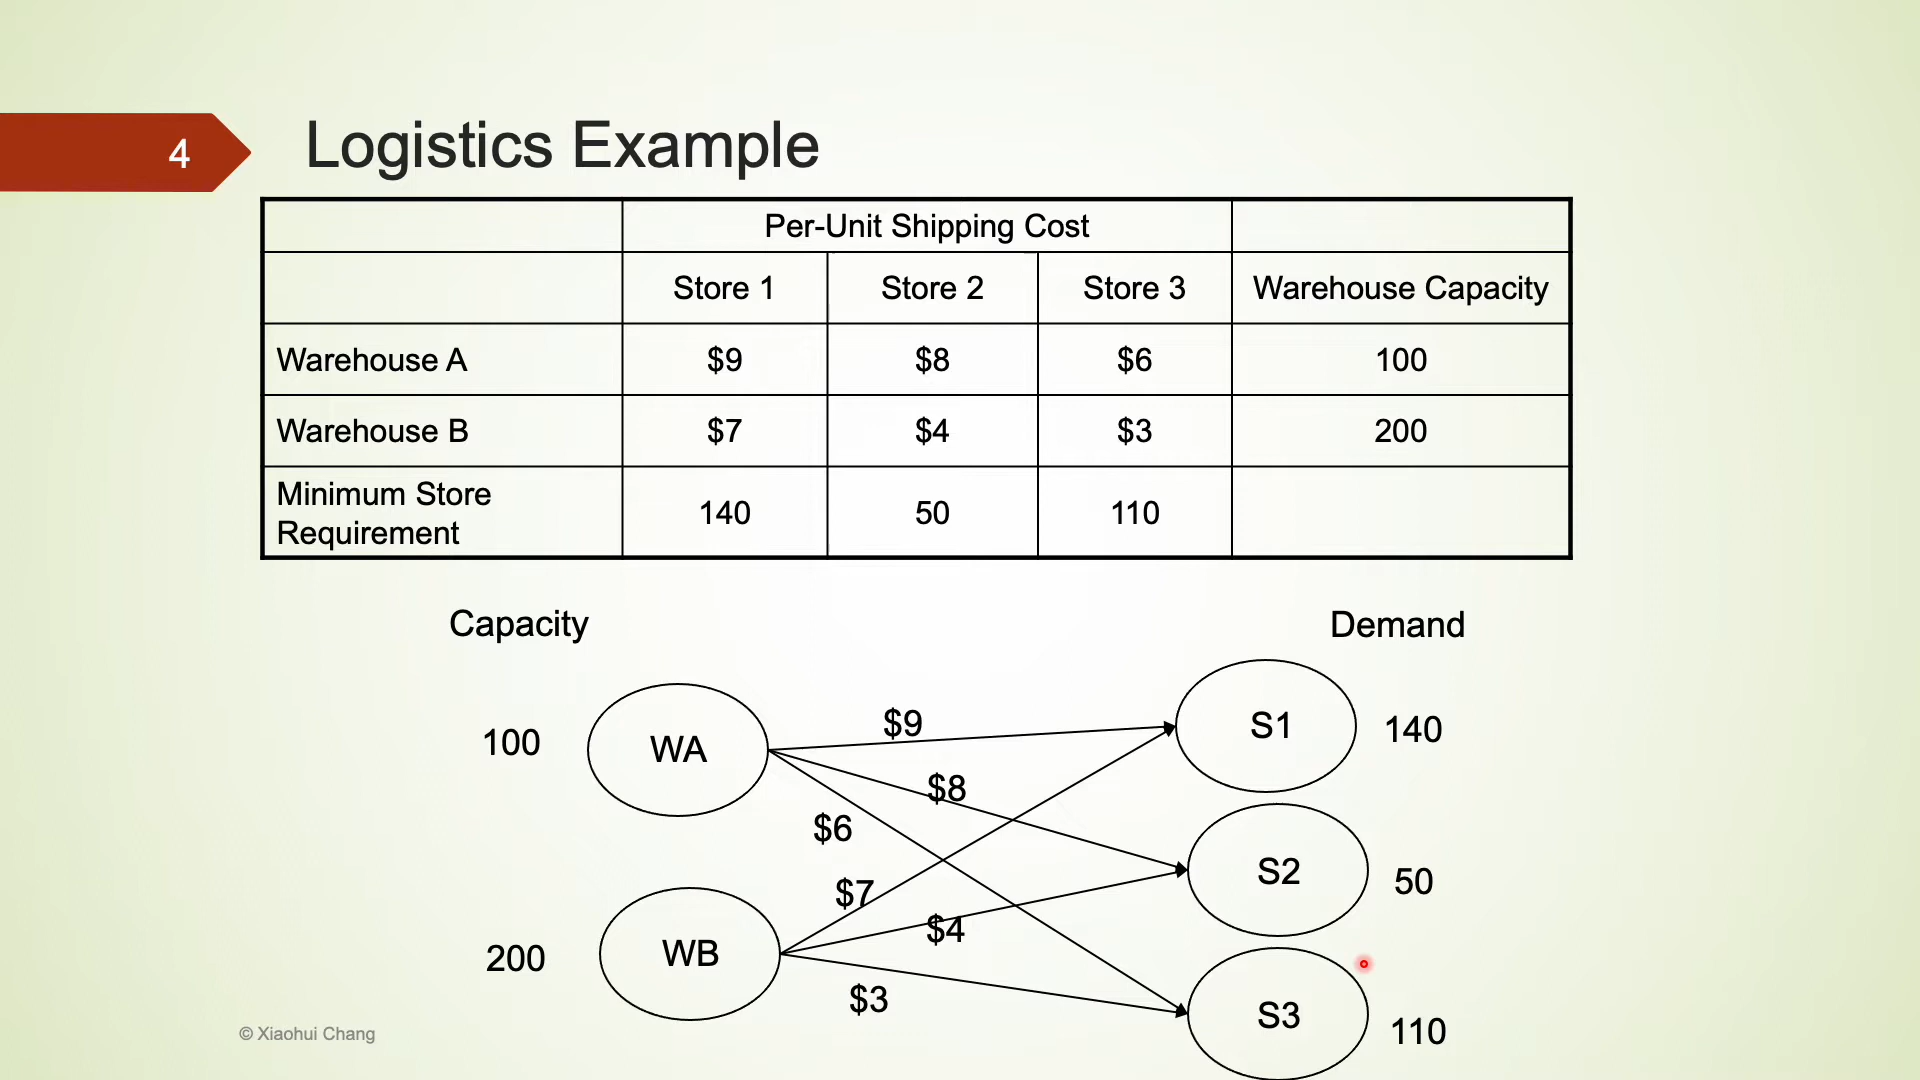 4
Logistics Example
Per-Unit Shipping Cost
Store 1 Store 2 Store 3 Warehouse Capacity
Warehouse A $9 $8 $6 100
Warehouse B $7 $4 $3 200
Minimum Store
Requirement 140 50 110
Capacity Demand
100 WA $9 S1 140
$8
$6
$7 S2 50
200 WB $4
$3 S3 110
© Xiaohui Chang